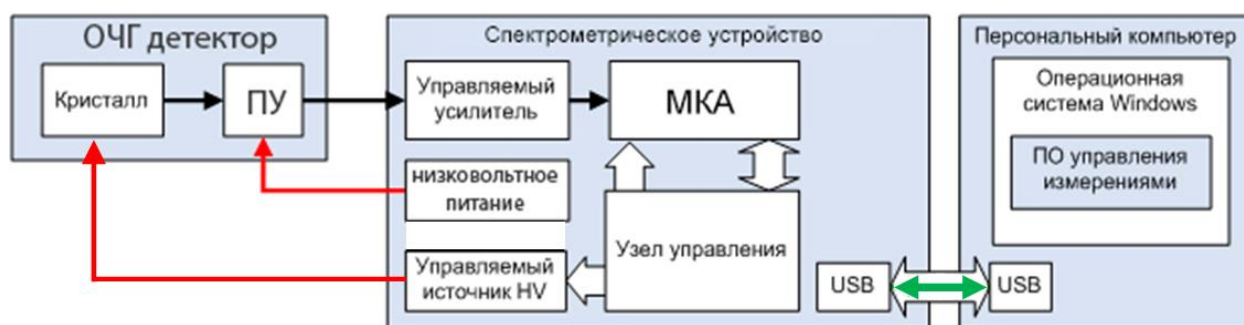 ОЧГ детектор
Кристалл
ПУ
Спектрометрическое устройство
Управляемый
усилитель
МКА
низковольтное
питание
Узел управления
Управляемый
источник HV
USB
Персональный компьютер
Операционная
система Windows
ПО управления
измерениями
USB